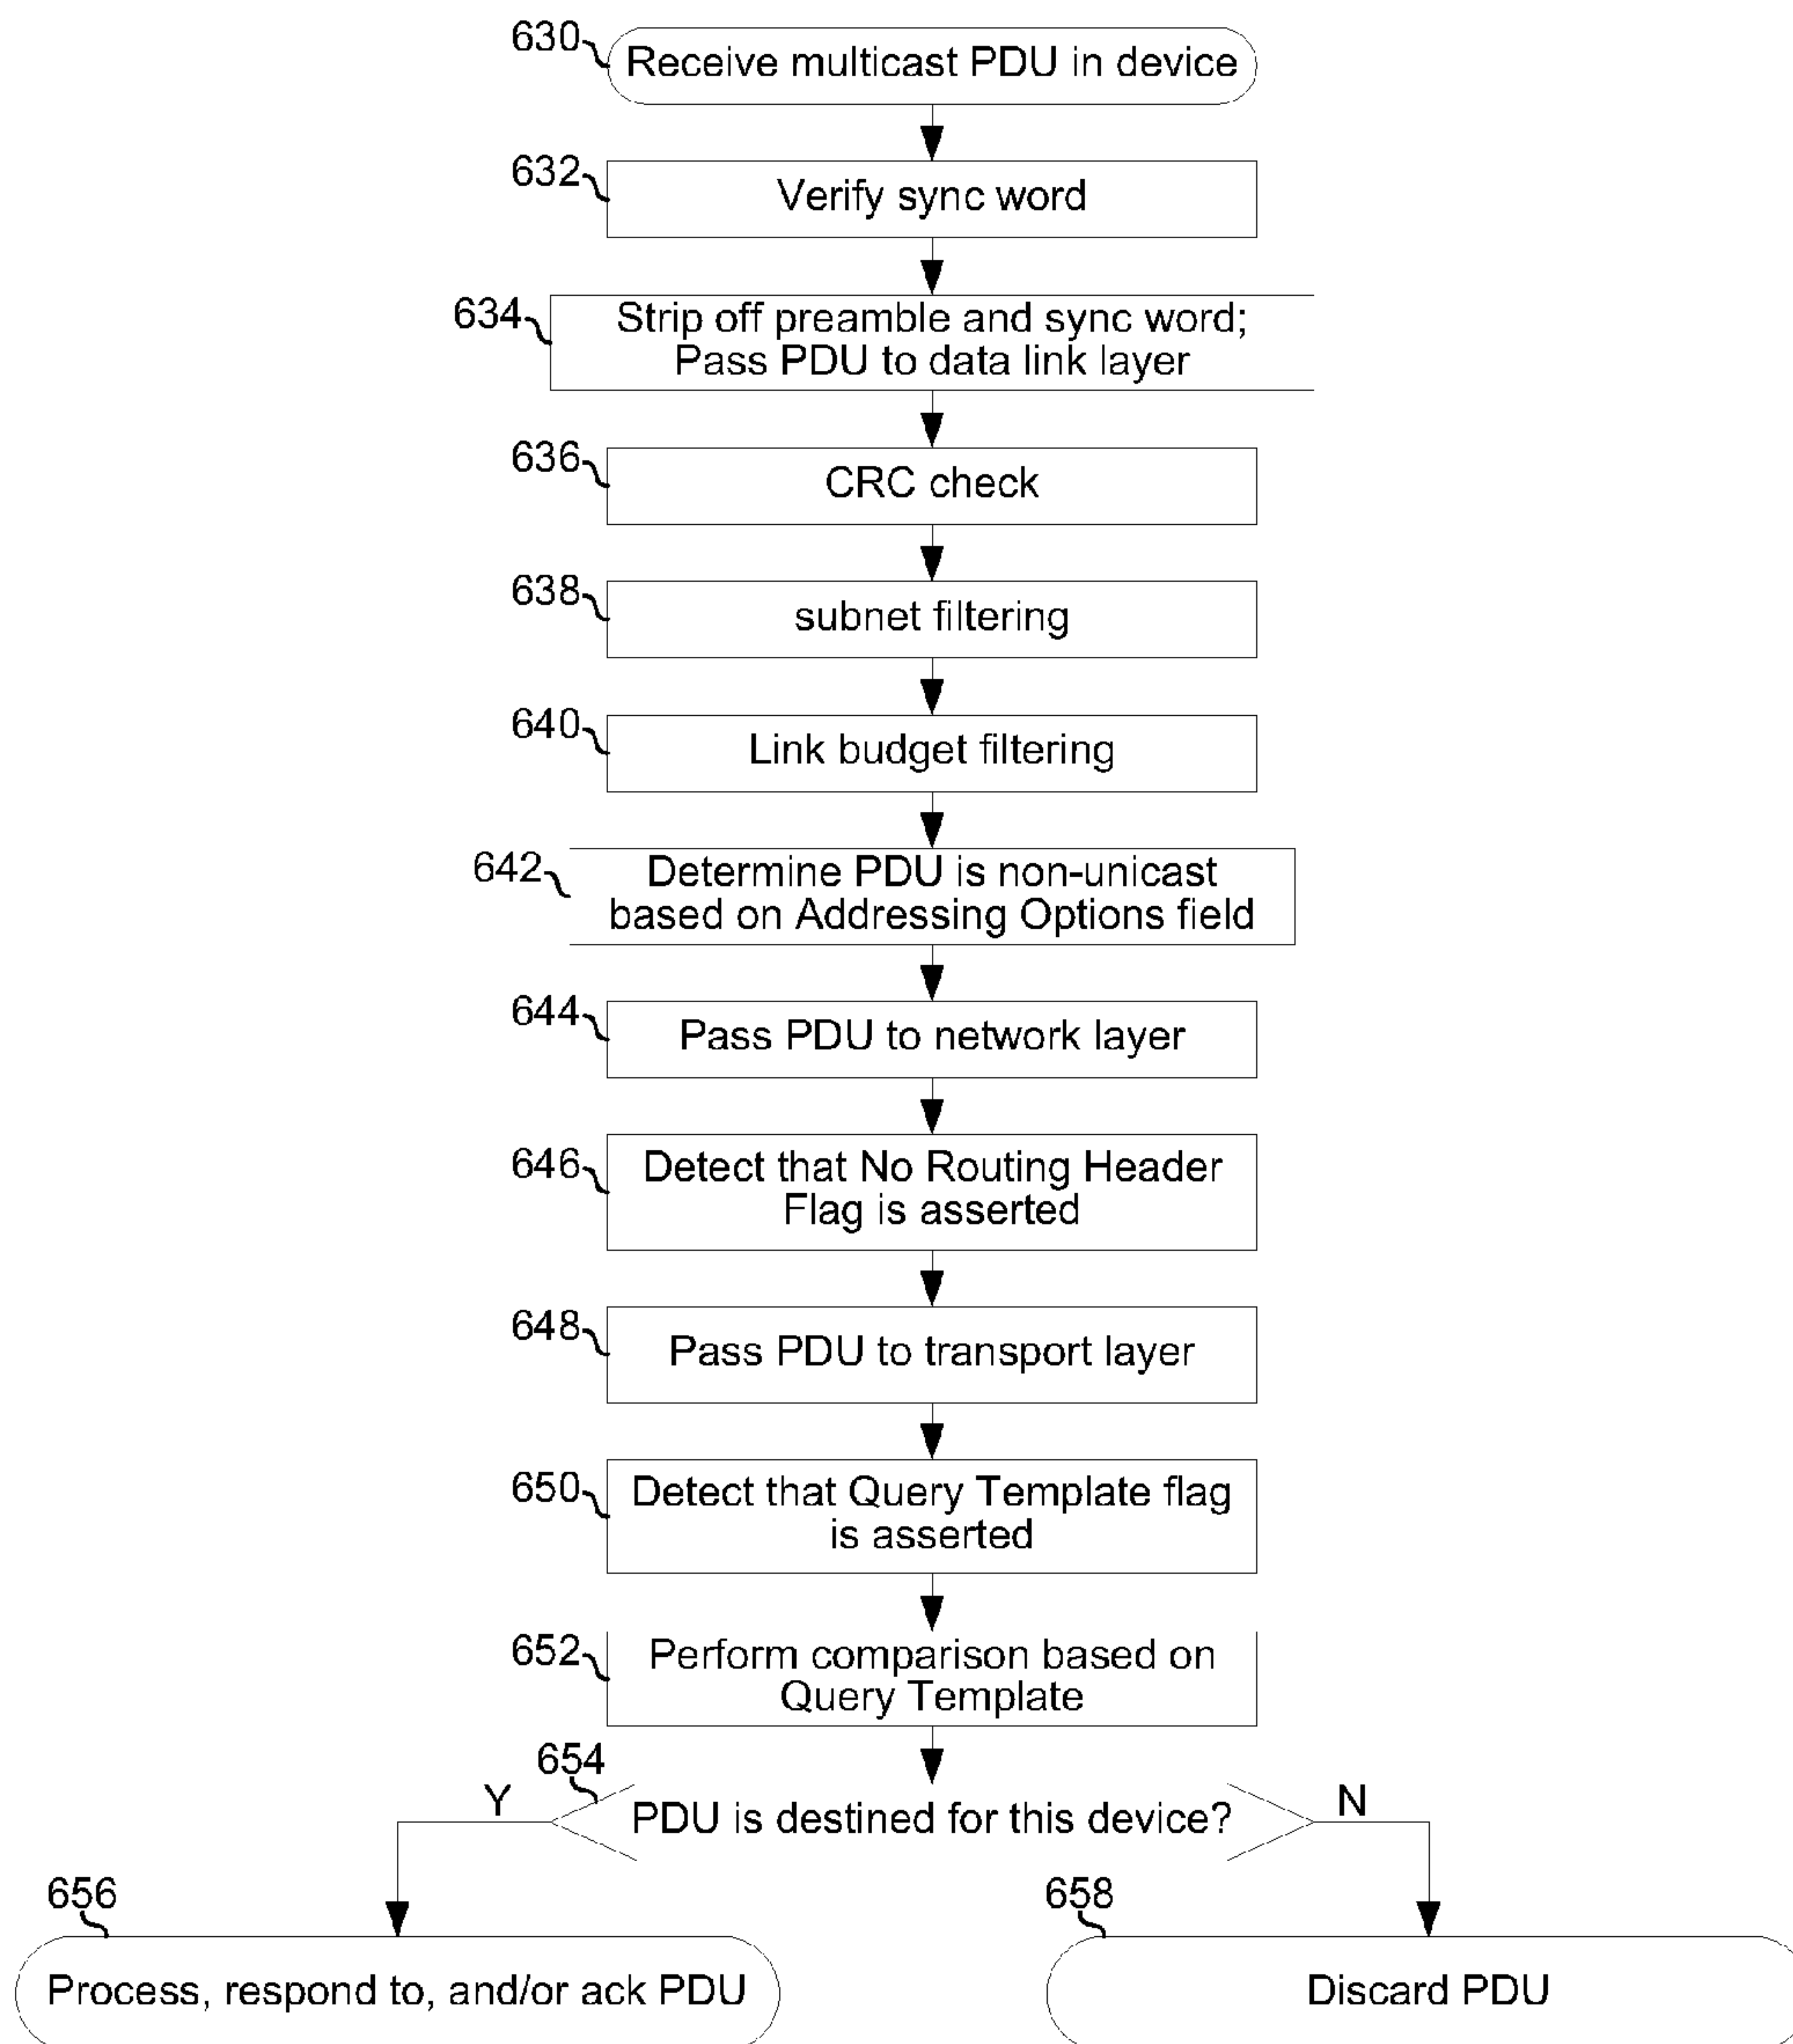 630
Receive multicast PDU in device
632
Verify sync word
634
Strip off preamble and sync word;
Pass PDU to data link layer
636
CRC check
638
subnet filtering
640
Link budget filtering
642
Determine PDU is non-unicast
based on Addressing Options field
644
Pass PDU to network layer
646
Detect that No Routing Header
Flag is asserted
648
Pass PDU to transport layer
650
Detect that Query Template flag
is asserted
652
Perform comparison based on
Query Template
654
Y
PDU is destined for this device?
N
656
Process, respond to, and/or ack PDU
658
Discard PDU